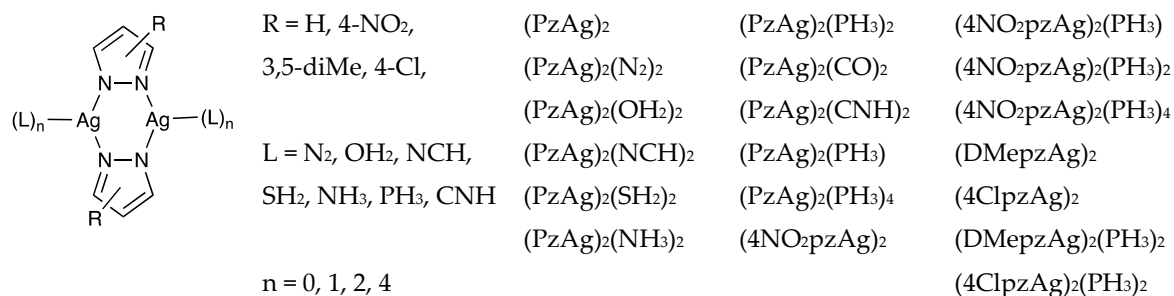 R
N N
(L)n Ag Ag (L)n
N N
R
R = H, 4-NO₂,
3,5-diMe, 4-Cl,
L = N₂, OH₂, NCH,
SH₂, NH₃, PH₃, CNH
n = 0, 1, 2, 4
(PzAg)₂
(PzAg)₂(N₂)₂
(PzAg)₂(OH₂)₂
(PzAg)₂(NCH)₂
(PzAg)₂(SH₂)₂
(PzAg)₂(NH₃)₂
(PzAg)₂(PH₃)₂
(PzAg)₂(CO)₂
(PzAg)₂(CNH)₂
(PzAg)₂(PH₃)
(PzAg)₂(PH₃)₄
(4NO₂pzAg)₂
(4NO₂pzAg)₂(PH₃)
(4NO₂pzAg)₂(PH₃)₂
(4NO₂pzAg)₂(PH₃)₄
(DMepzAg)₂
(4ClpzAg)₂
(DMepzAg)₂(PH₃)₂
(4ClpzAg)₂(PH₃)₂